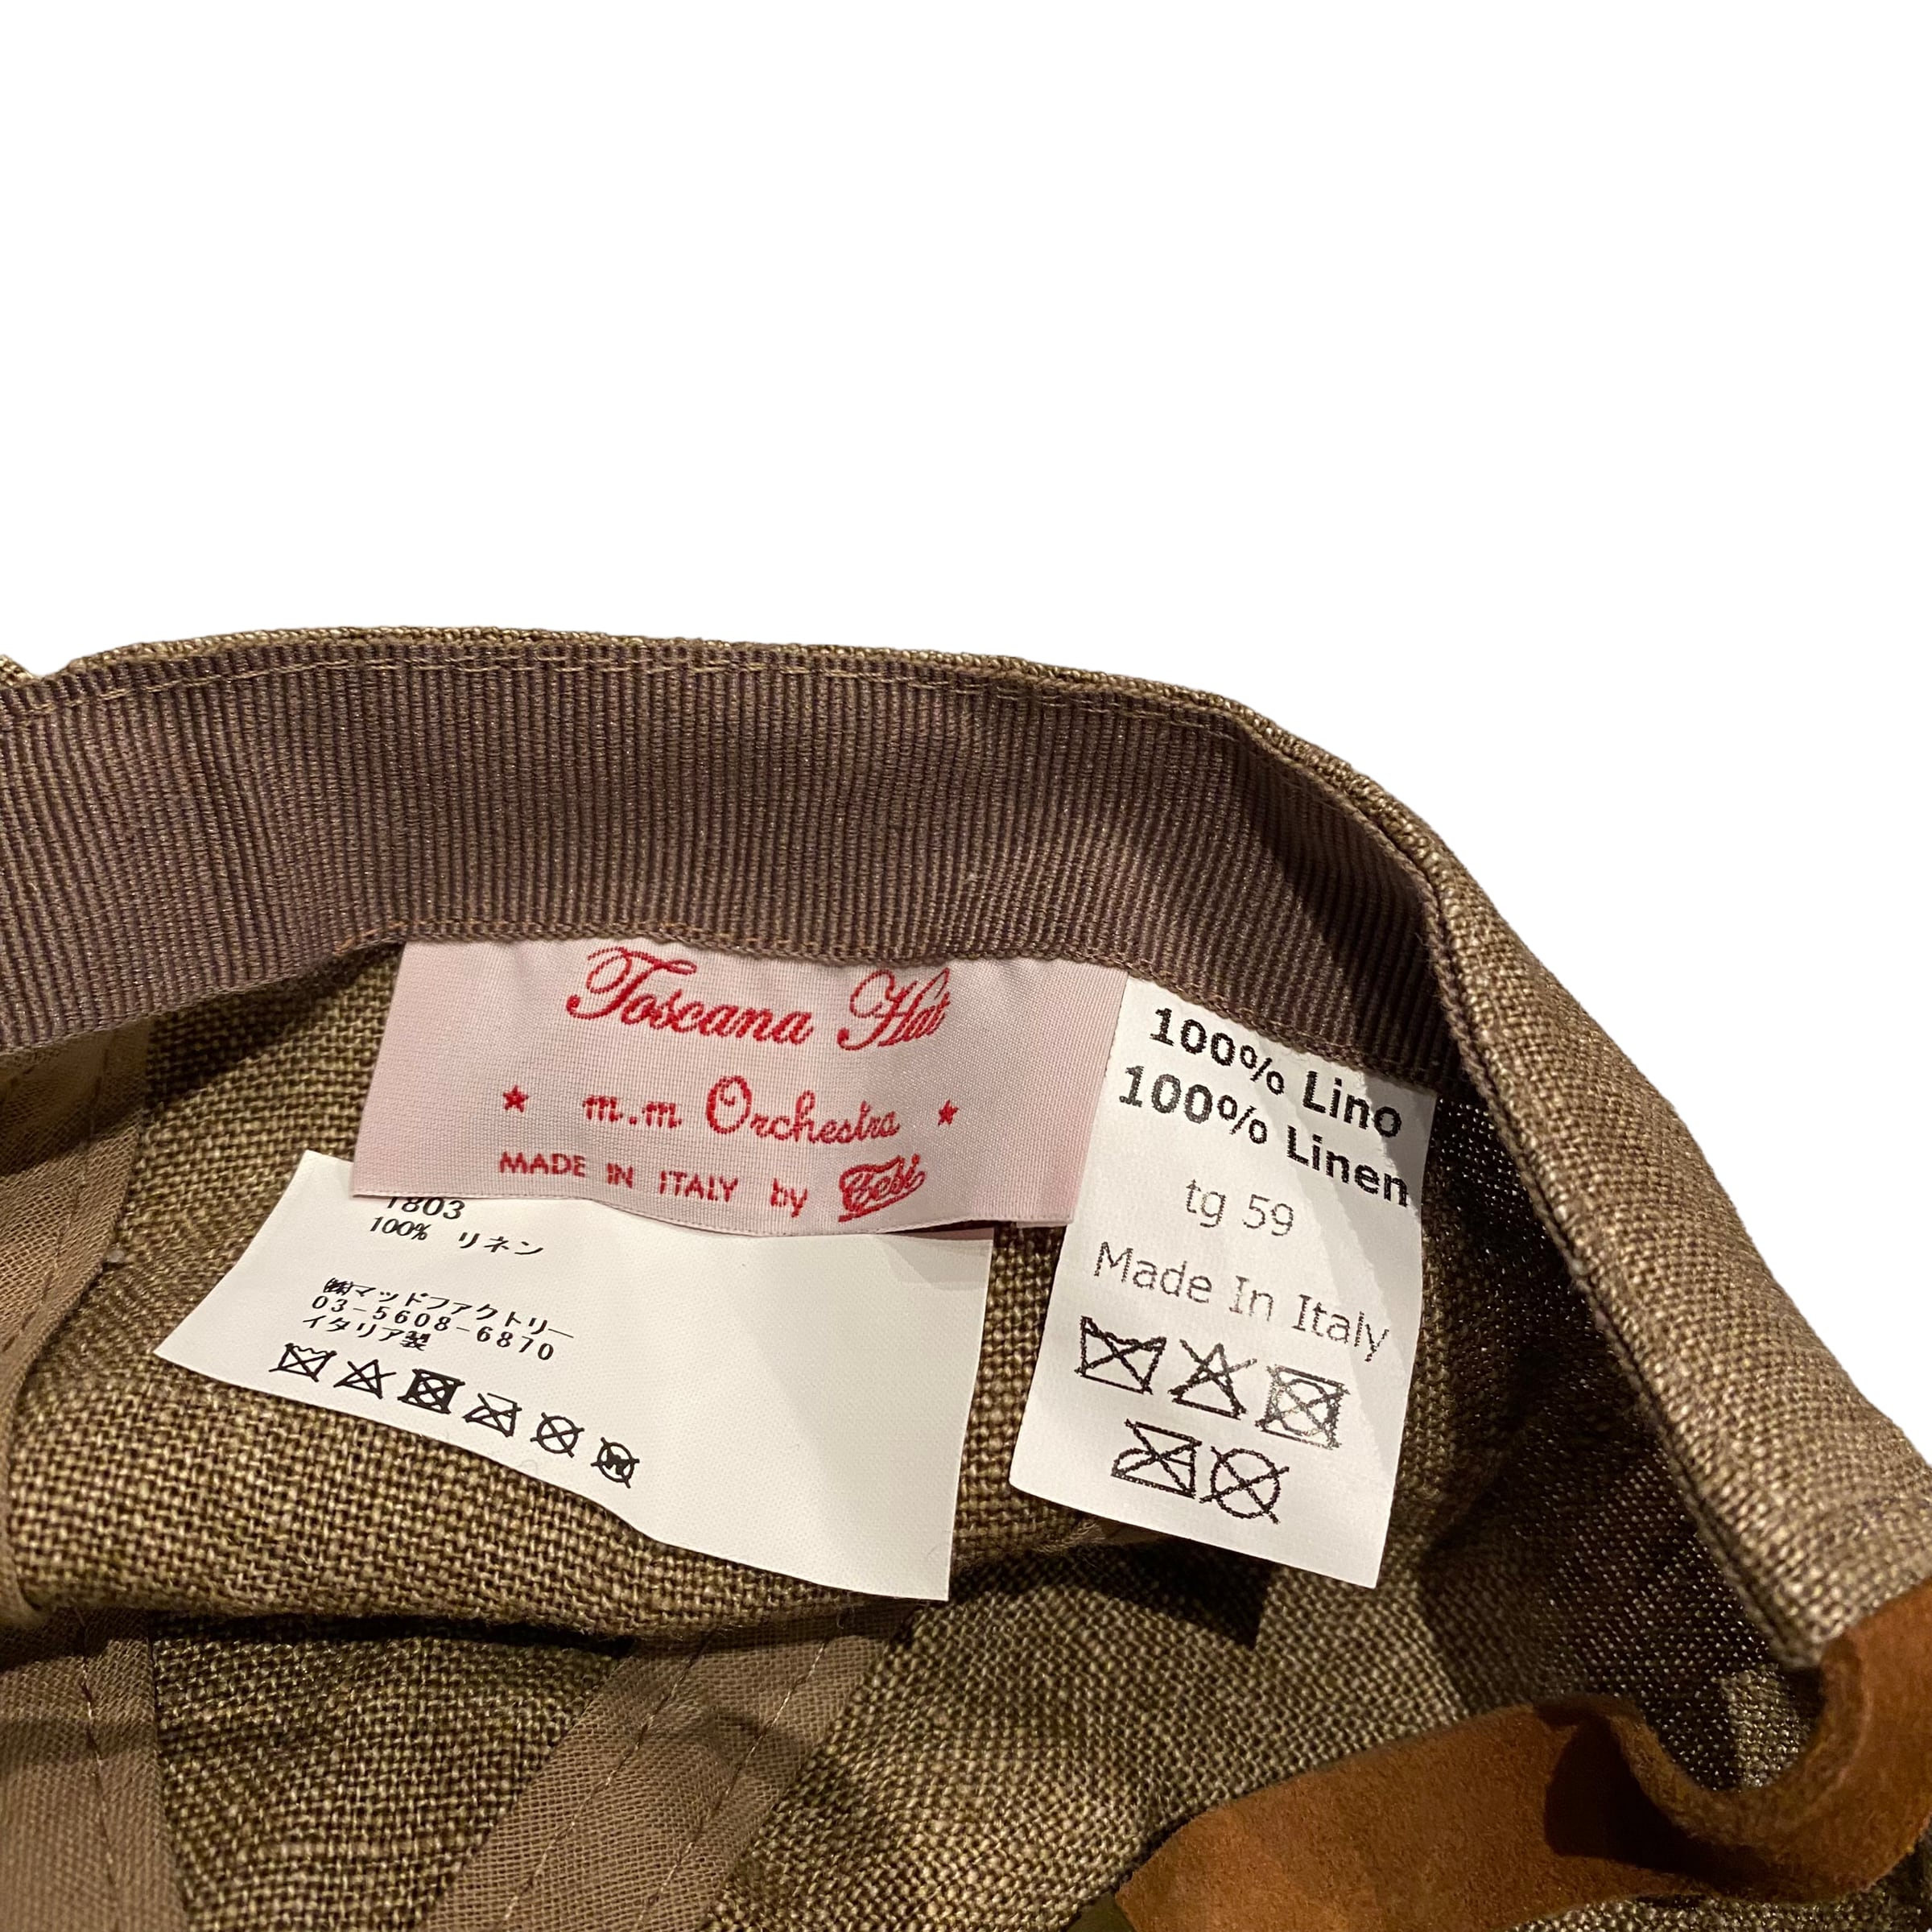 Toscana Hat
★ m.m Orchestra ★
MADE IN ITALY by Tesi
1803
100% リネン
㈱マッドファクトリー
03-5608-6870
イタリア製
100% Lino
100% Linen
tg 59
Made In Italy